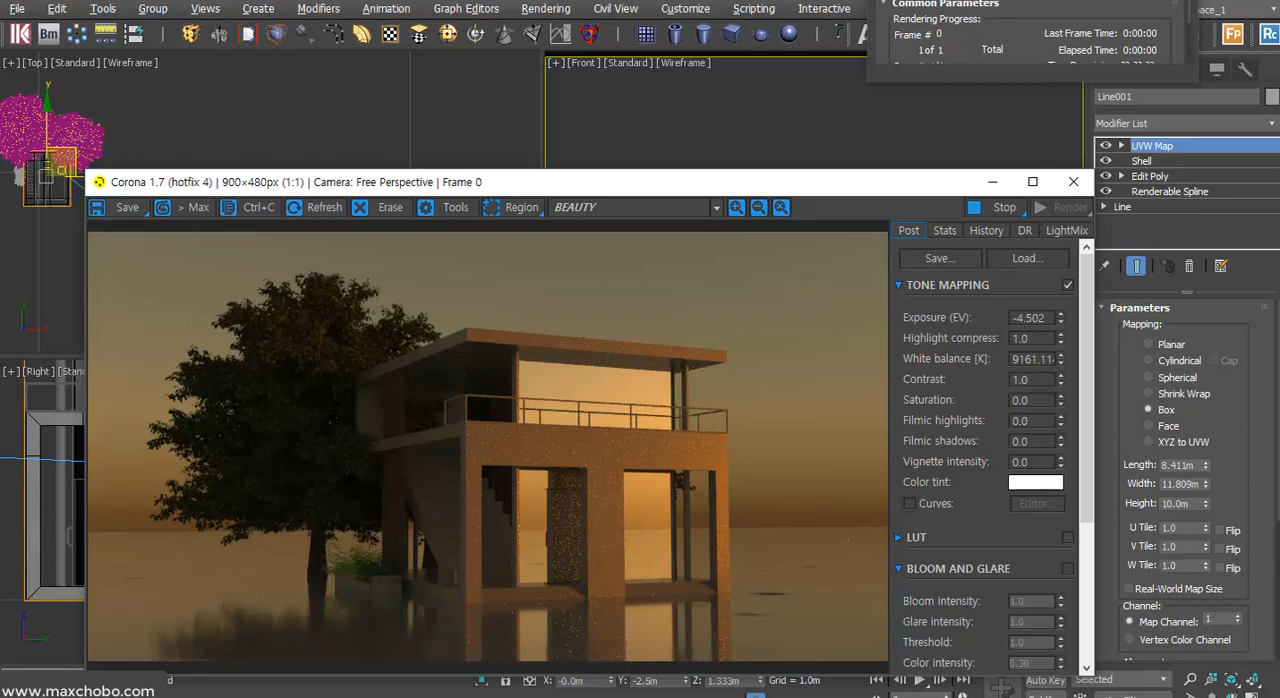 File Edit Tools Group Views Create Modifiers Animation Graph Editors Rendering Civil View Customize Scripting Interactive
Common Parameters
Rendering Progress:
Frame # 0 Last Frame Time: 0:00:00
1 of 1 Total Elapsed Time: 0:00:00
Bm
Fp Rc
[+] [Top] [Standard] [Wireframe]
[+] [Front] [Standard] [Wireframe]
Line001
Modifier List
UVW Map
Shell
Edit Poly
Renderable Spline
Line
y
Corona 1.7 (hotfix 4) | 900×480px (1:1) | Camera: Free Perspective | Frame 0
Save > Max Ctrl+C Refresh Erase Tools Region BEAUTY Stop Render
Post Stats History DR LightMix
Save... Load...
TONE MAPPING
Exposure (EV): -4.502
Highlight compress: 1.0
White balance [K]: 9161.11
Contrast: 1.0
Saturation: 0.0
Filmic highlights: 0.0
Filmic shadows: 0.0
Vignette intensity: 0.0
Color tint:
Curves: Editor...
LUT
BLOOM AND GLARE
Bloom intensity: 1.0
Glare intensity: 1.0
Threshold: 1.0
Color intensity: 0.30
Parameters
Mapping:
Planar
Cylindrical Cap
Spherical
Shrink Wrap
Box
Face
XYZ to UVW
Length: 8.411m
Width: 11.809m
Height: 10.0m
U Tile: 1.0 Flip
V Tile: 1.0 Flip
W Tile: 1.0 Flip
Real-World Map Size
Channel:
Map Channel: 1
Vertex Color Channel
[+] [Right] [Stan
z
X: -0.0m Y: -2.5m Z: 1.333m Grid = 1.0m
Auto Key Selected
www.maxchobo.com